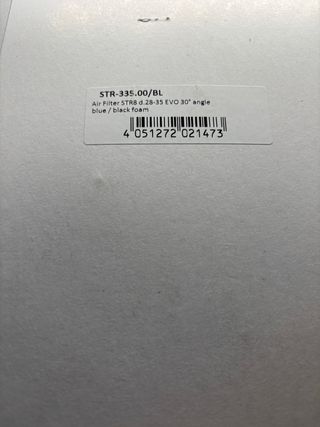 STR-335.00/BL
Air Filter STR8 d.28-35 EVO 30° angle
blue / black foam
4 051272 021473